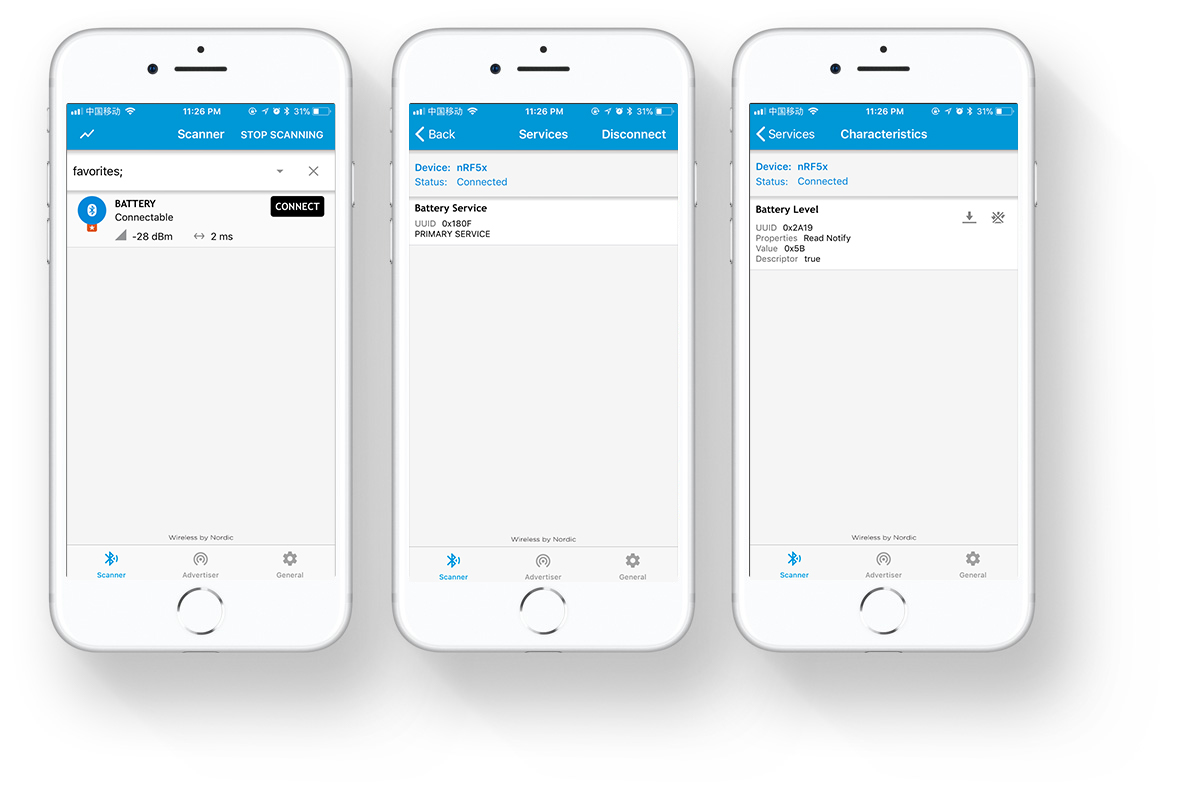 中国移动 11:26 PM 31%
Scanner STOP SCANNING
favorites;
BATTERY
Connectable
CONNECT
-28 dBm 2 ms
Wireless by Nordic
Scanner Advertiser General
中国移动 11:26 PM 31%
Back Services Disconnect
Device: nRF5x
Status: Connected
Battery Service
UUID 0x180F
PRIMARY SERVICE
Wireless by Nordic
Scanner Advertiser General
中国移动 11:26 PM 31%
Services Characteristics
Device: nRF5x
Status: Connected
Battery Level
UUID 0x2A19
Properties Read Notify
Value 0x5B
Descriptor true
Wireless by Nordic
Scanner Advertiser General